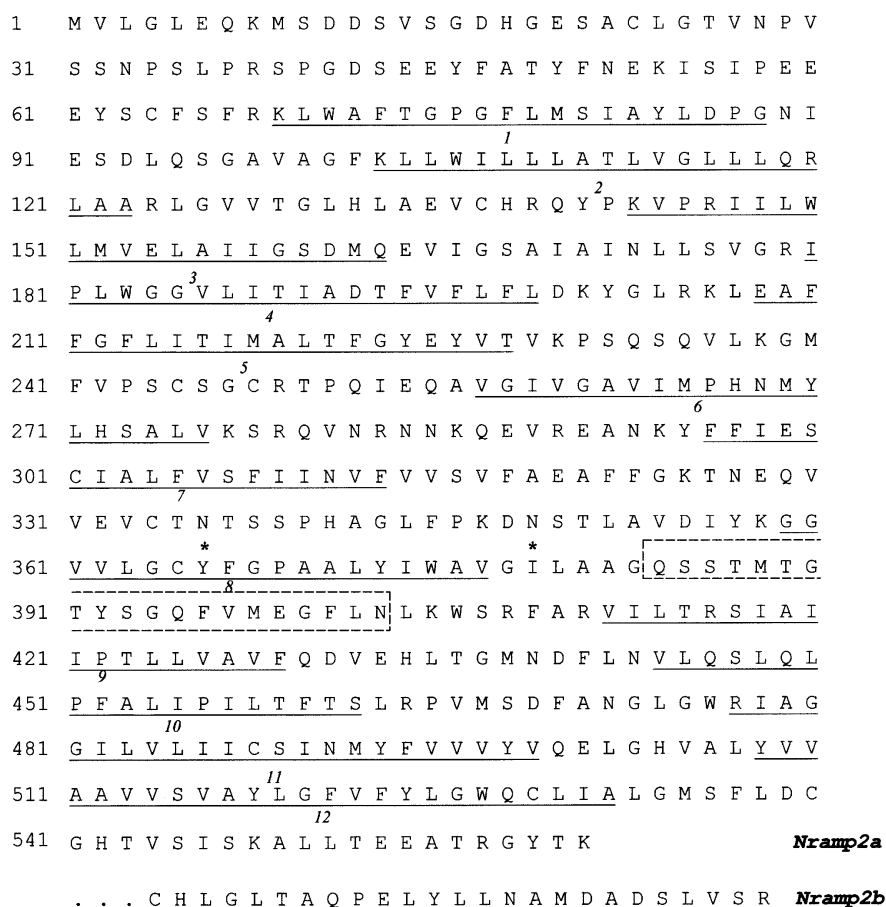 1 M V L G L E Q K M S D D S V S G D H G E S A C L G T V N P V
31 S S N P S L P R S P G D S E E Y F A T Y F N E K I S I P E E
61 E Y S C F S F R K L W A F T G P G F L M S I A Y L D P G N I
1
91 E S D L Q S G A V A G F K L L W I L L L A T L V G L L L Q R
2
121 L A A R L G V V T G L H L A E V C H R Q Y P K V P R I I L W
151 L M V E L A I I G S D M Q E V I G S A I A I N L L S V G R I
3
181 P L W G G V L I T I A D T F V F L F L D K Y G L R K L E A F
4
211 F G F L I T I M A L T F G Y E Y V T V K P S Q S Q V L K G M
5
241 F V P S C S G C R T P Q I E Q A V G I V G A V I M P H N M Y
6
271 L H S A L V K S R Q V N R N N K Q E V R E A N K Y F F I E S
301 C I A L F V S F I I N V F V V S V F A E A F F G K T N E Q V
7
331 V E V C T N T S S P H A G L F P K D N S T L A V D I Y K G G
* *
361 V V L G C Y F G P A A L Y I W A V G I L A A G Q S S T M T G
8
391 T Y S G Q F V M E G F L N L K W S R F A R V I L T R S I A I
421 I P T L L V A V F Q D V E H L T G M N D F L N V L Q S L Q L
9
451 P F A L I P I L T F T S L R P V M S D F A N G L G W R I A G
10
481 G I L V L I I C S I N M Y F V V V Y V Q E L G H V A L Y V V
11
511 A A V V S V A Y L G F V F Y L G W Q C L I A L G M S F L D C
12
541 G H T V S I S K A L L T E E A T R G Y T K Nramp2a
. . . C H L G L T A Q P E L Y L L N A M D A D S L V S R Nramp2b